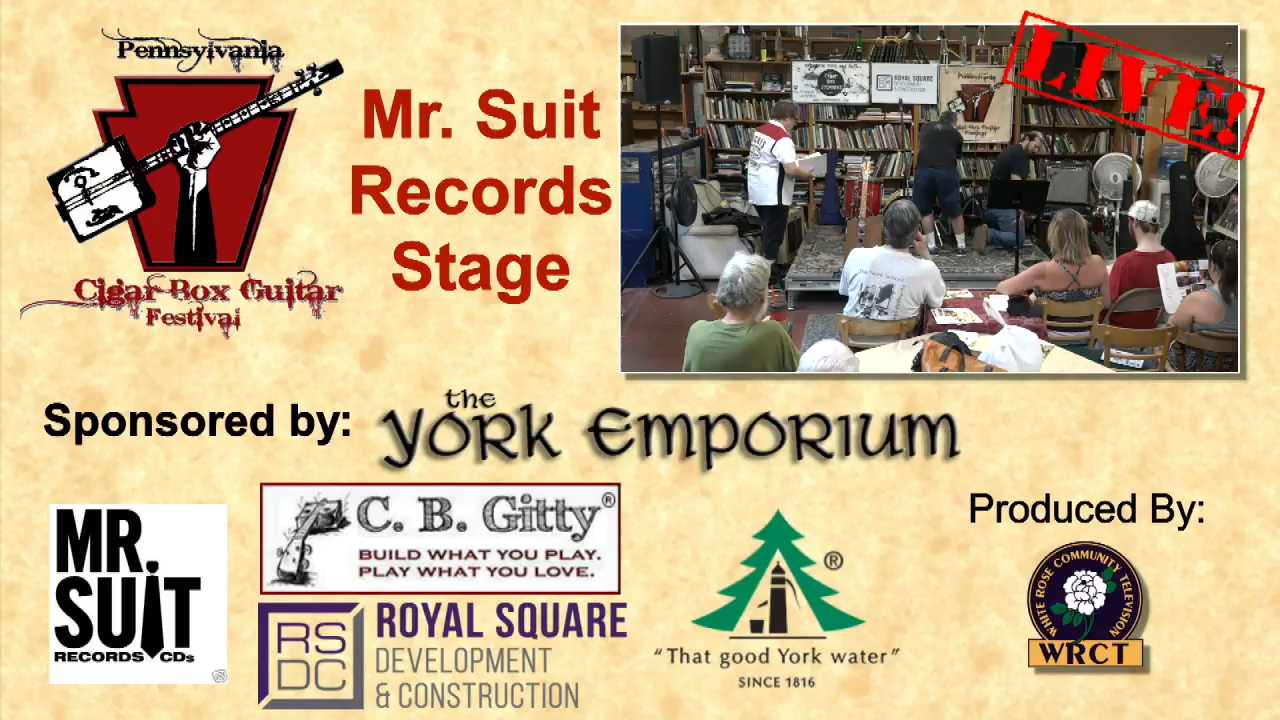 Pennsylvania
Cigar Box Guitar
Festival
Mr. Suit
Records
Stage
LIVE!
ROYAL SQUARE
Sponsored by:
the
York Emporium
MR.
SUIT
RECORDS CDs
C. B. Gitty®
BUILD WHAT YOU PLAY.
PLAY WHAT YOU LOVE.
RS
DC
ROYAL SQUARE
DEVELOPMENT
& CONSTRUCTION
®
“That good York water”
SINCE 1816
Produced By:
WHITE ROSE COMMUNITY TELEVISION
WRCT